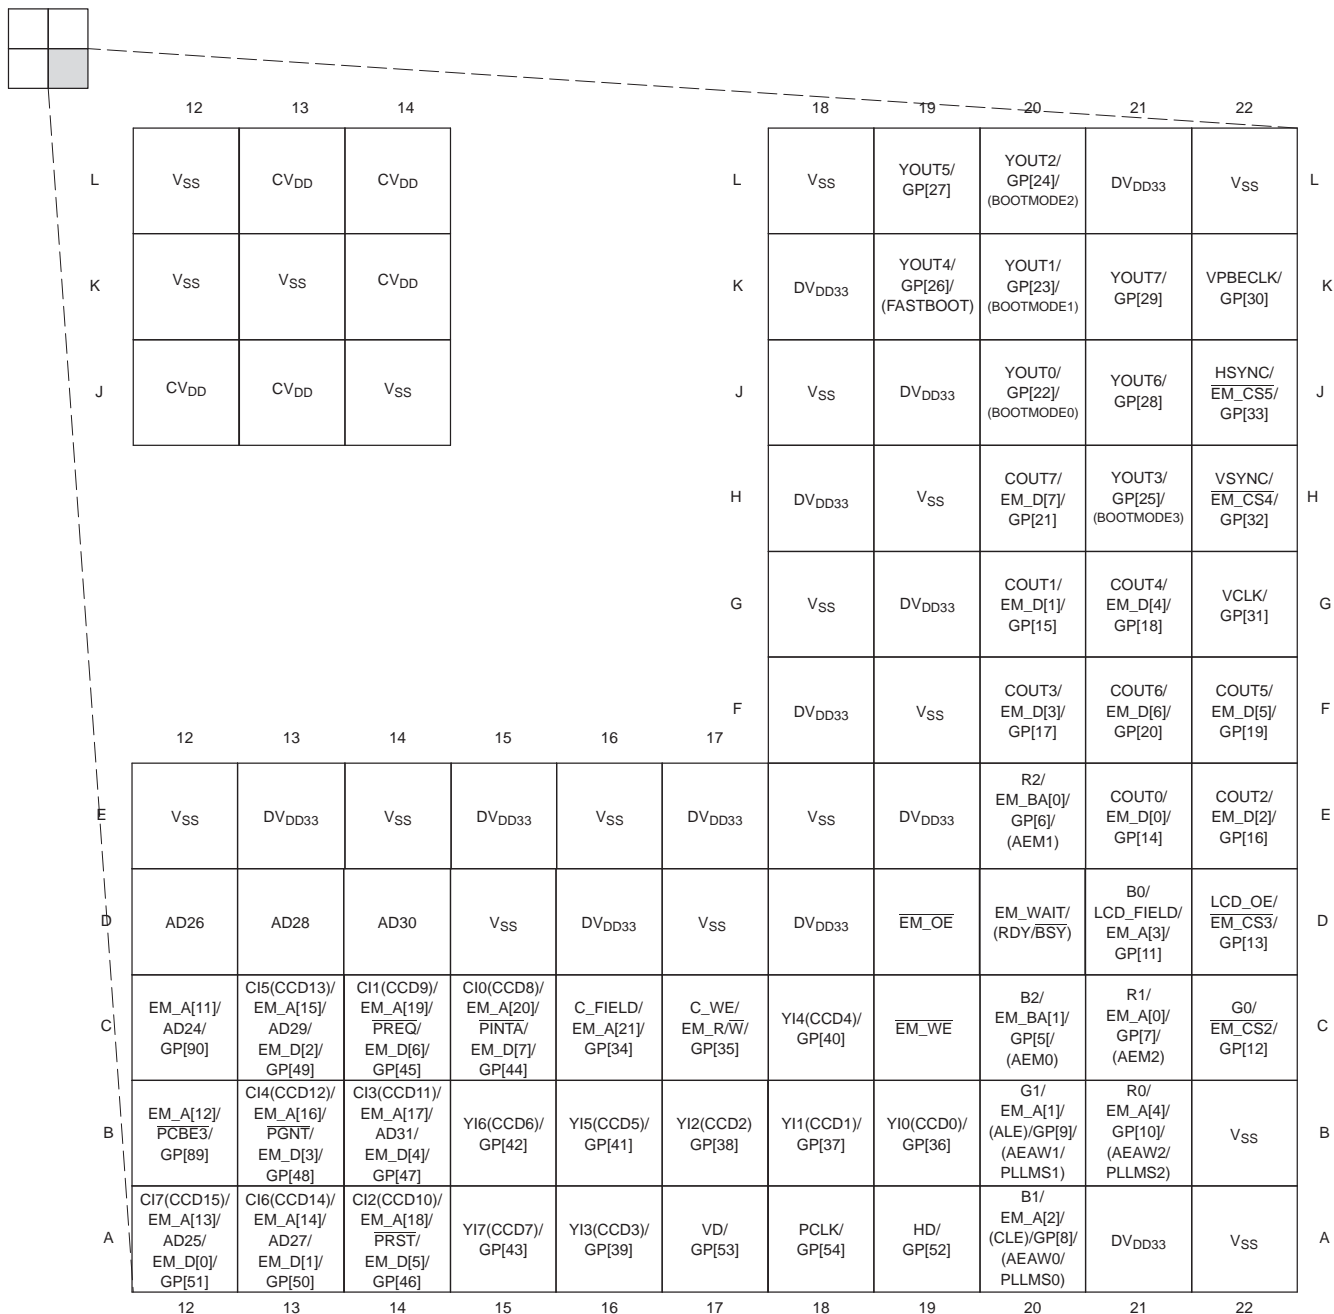 12 13 14 18 19 20 21 22
L VSS CVDD CVDD L VSS YOUT5/ GP[27] YOUT2/ GP[24]/ (BOOTMODE2) DVDD33 VSS L
K VSS VSS CVDD K DVDD33 YOUT4/ GP[26]/ (FASTBOOT) YOUT1/ GP[23]/ (BOOTMODE1) YOUT7/ GP[29] VPBECLK/ GP[30] K
J CVDD CVDD VSS J VSS DVDD33 YOUT0/ GP[22]/ (BOOTMODE0) YOUT6/ GP[28] HSYNC/ EM_CS5/ GP[33] J
H DVDD33 VSS COUT7/ EM_D[7]/ GP[21] YOUT3/ GP[25]/ (BOOTMODE3) VSYNC/ EM_CS4/ GP[32] H
G VSS DVDD33 COUT1/ EM_D[1]/ GP[15] COUT4/ EM_D[4]/ GP[18] VCLK/ GP[31] G
F DVDD33 VSS COUT3/ EM_D[3]/ GP[17] COUT6/ EM_D[6]/ GP[20] COUT5/ EM_D[5]/ GP[19] F
12 13 14 15 16 17
E VSS DVDD33 VSS DVDD33 VSS DVDD33 VSS DVDD33 R2/ EM_BA[0]/ GP[6]/ (AEM1) COUT0/ EM_D[0]/ GP[14] COUT2/ EM_D[2]/ GP[16] E
D AD26 AD28 AD30 VSS DVDD33 VSS DVDD33 EM_OE EM_WAIT/ (RDY/BSY) B0/ LCD_FIELD/ EM_A[3]/ GP[11] LCD_OE/ EM_CS3/ GP[13] D
C EM_A[11]/ AD24/ GP[90] CI5(CCD13)/ EM_A[15]/ AD29/ EM_D[2]/ GP[49] CI1(CCD9)/ EM_A[19]/ PREQ/ EM_D[6]/ GP[45] CI0(CCD8)/ EM_A[20]/ PINTA/ EM_D[7]/ GP[44] C_FIELD/ EM_A[21]/ GP[34] C_WE/ EM_R/W/ GP[35] YI4(CCD4)/ GP[40] EM_WE B2/ EM_BA[1]/ GP[5[/ (AEM0) R1/ EM_A[0]/ GP[7]/ (AEM2) G0/ EM_CS2/ GP[12] C
B EM_A[12]/ PCBE3/ GP[89] CI4(CCD12)/ EM_A[16]/ PGNT/ EM_D[3]/ GP[48] CI3(CCD11)/ EM_A[17]/ AD31/ EM_D[4]/ GP[47] YI6(CCD6)/ GP[42] YI5(CCD5)/ GP[41] YI2(CCD2) GP[38] YI1(CCD1)/ GP[37] YI0(CCD0)/ GP[36] G1/ EM_A[1]/ (ALE)/GP[9]/ (AEAW1/ PLLMS1) R0/ EM_A[4]/ GP[10]/ (AEAW2/ PLLMS2) VSS B
A CI7(CCD15)/ EM_A[13]/ AD25/ EM_D[0]/ GP[51] CI6(CCD14)/ EM_A[14]/ AD27/ EM_D[1]/ GP[50] CI2(CCD10)/ EM_A[18]/ PRST/ EM_D[5]/ GP[46] YI7(CCD7)/ GP[43] YI3(CCD3)/ GP[39] VD/ GP[53] PCLK/ GP[54] HD/ GP[52] B1/ EM_A[2]/ (CLE)/GP[8]/ (AEAW0/ PLLMS0) DVDD33 VSS A
12 13 14 15 16 17 18 19 20 21 22